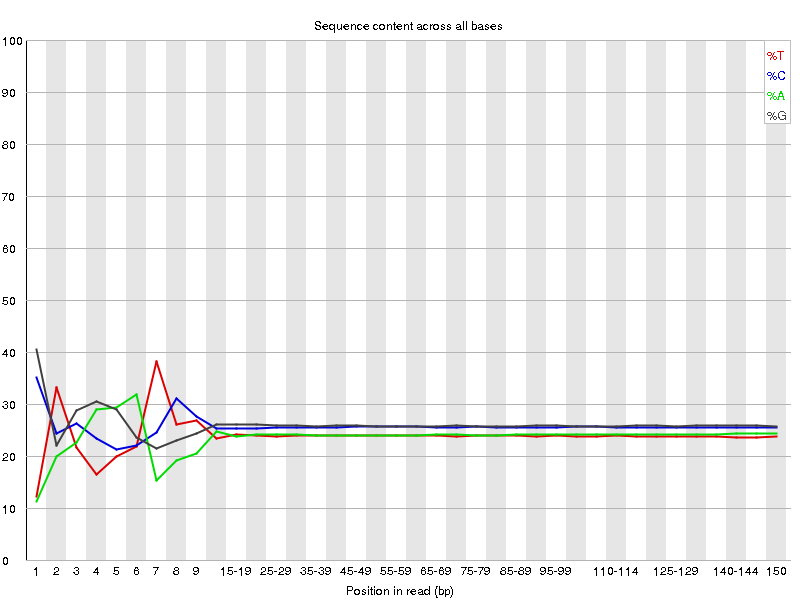 Sequence content across all bases
100
90
80
70
60
50
40
30
20
10
0
%T
%C
%A
%G
1 2 3 4 5 6 7 8 9 15-19 25-29 35-39 45-49 55-59 65-69 75-79 85-89 95-99 110-114 125-129 140-144 150
Position in read (bp)